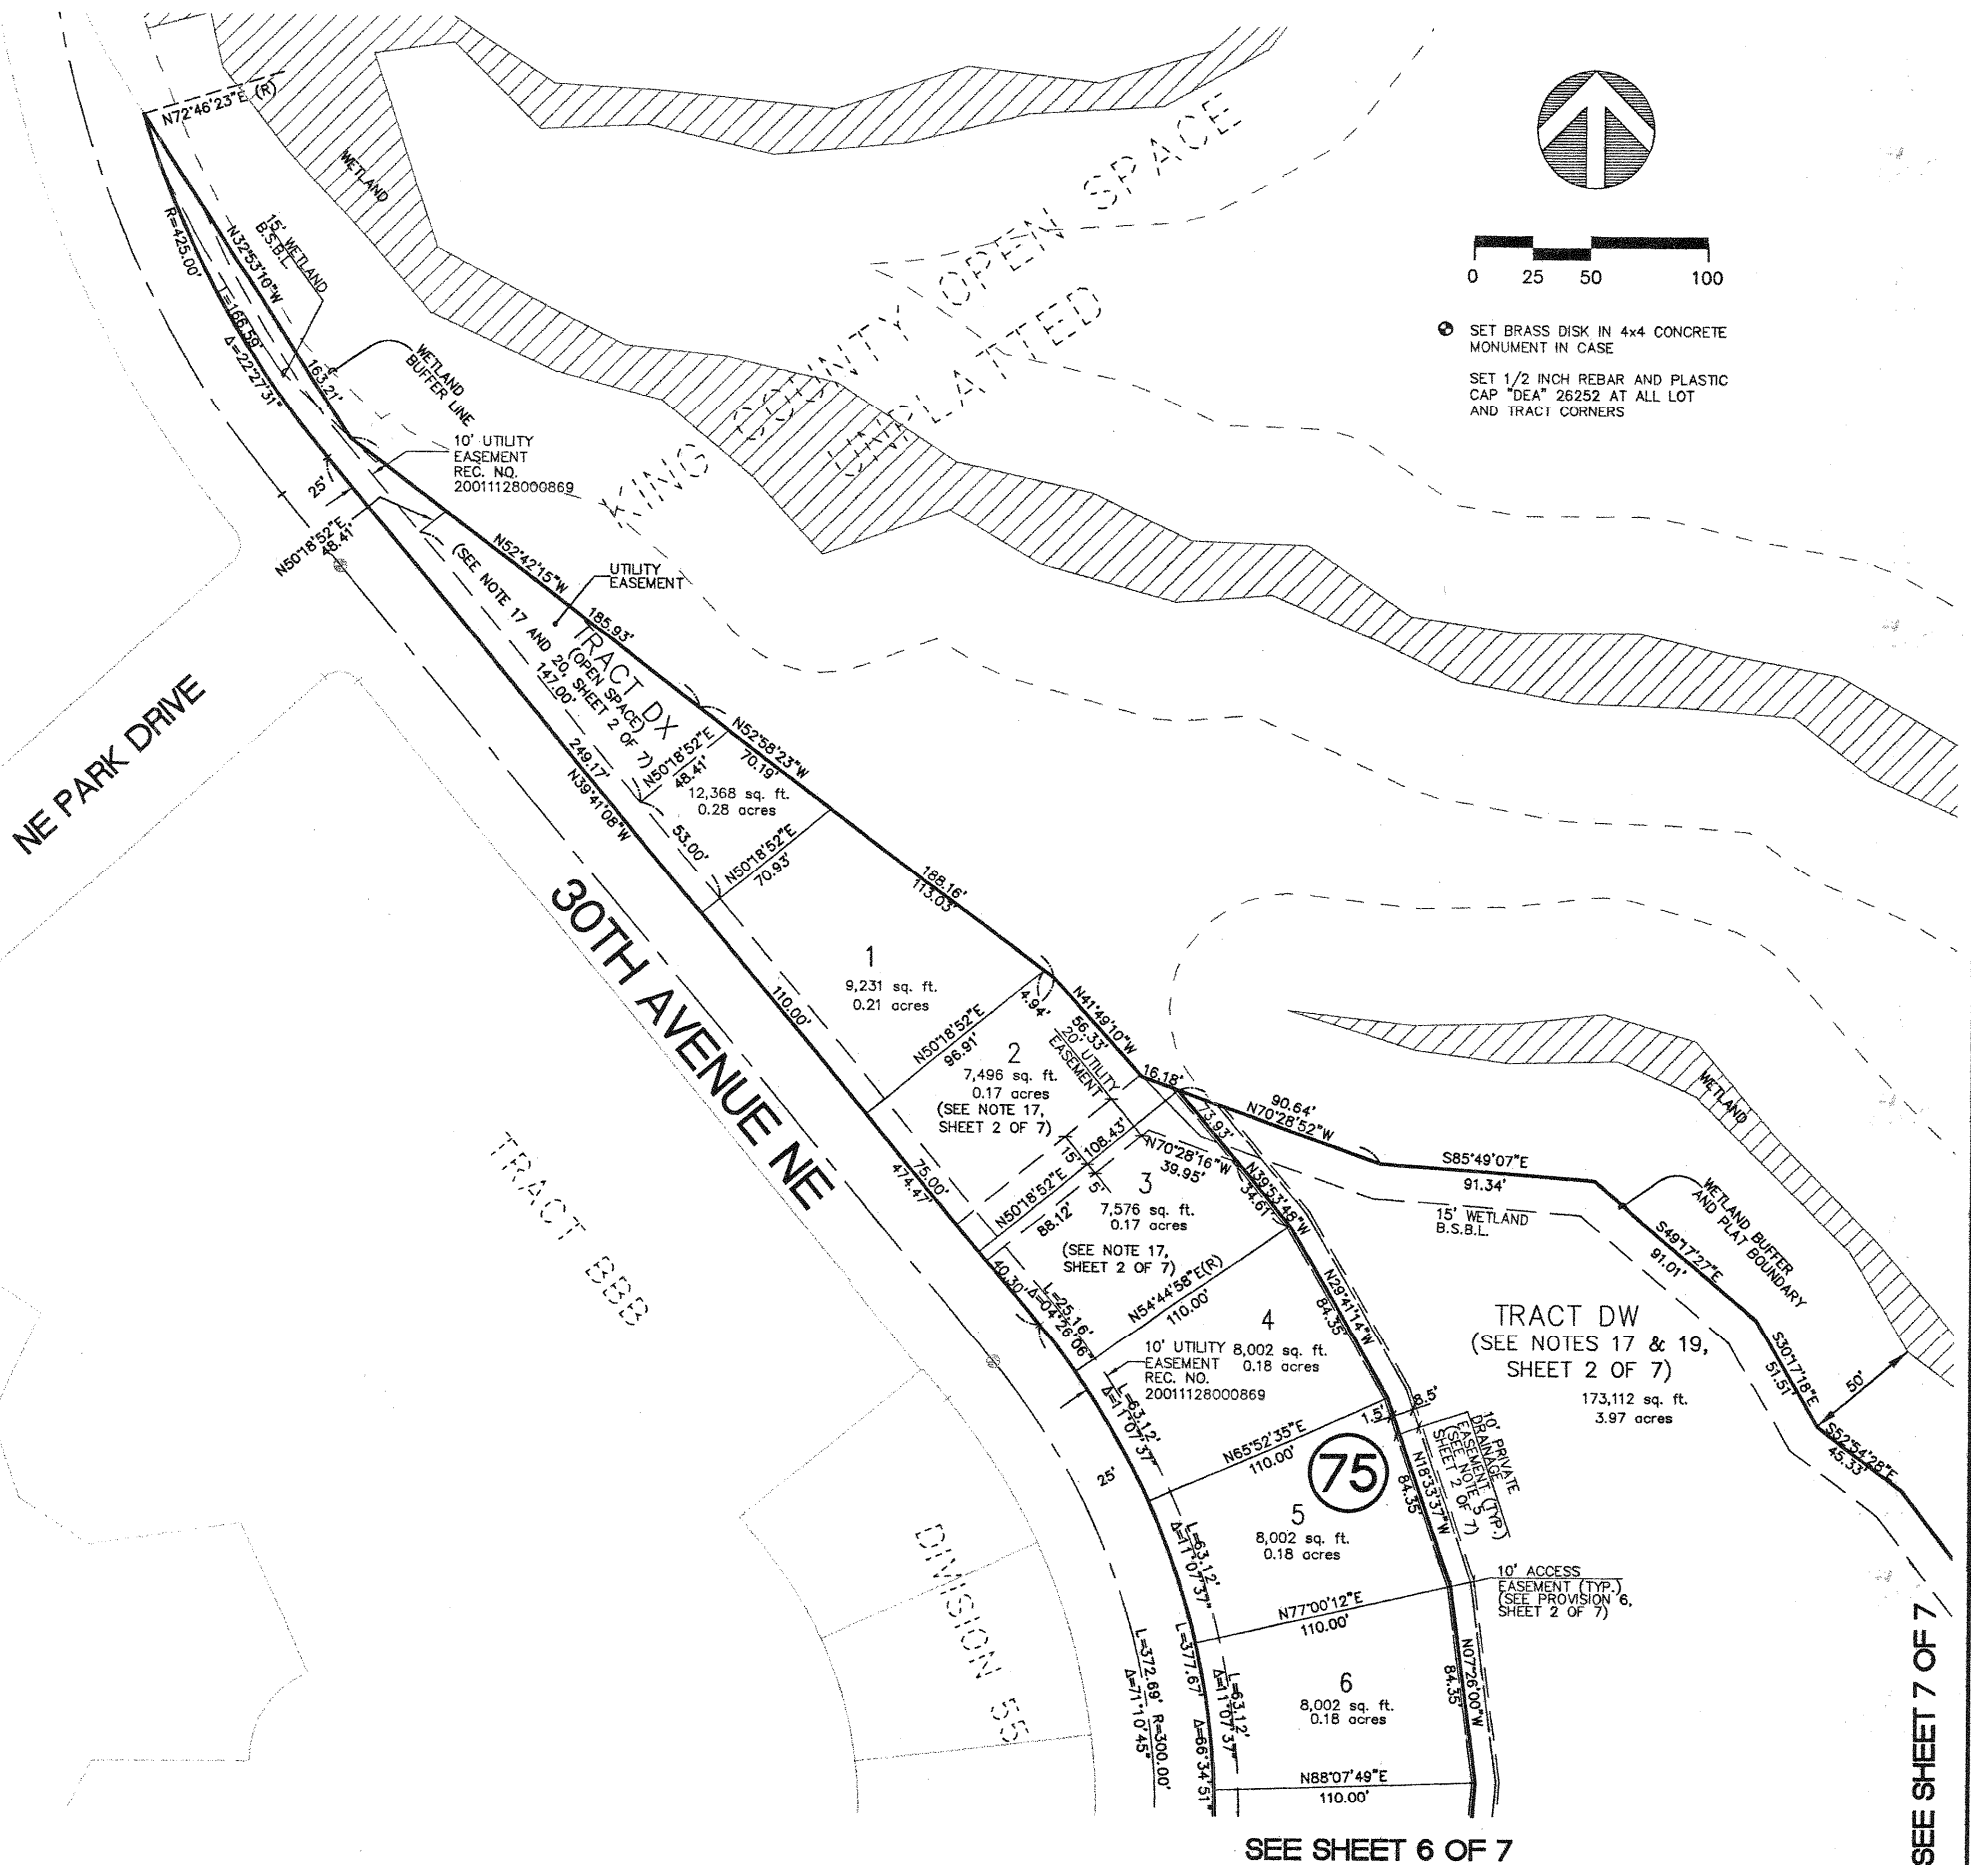 N72°46'23"E (R)
WETLAND
R=425.00'
15' WETLAND
B.S.B.L.
N32°53'10"W
163.21'
L=166.59'
Δ=22°27'31"
WETLAND
BUFFER LINE
10' UTILITY
EASEMENT
REC. NO.
20011128000869
25'
N50°18'52"E
48.41'
KING COUNTY OPEN SPACE
UNPLATTED
0 25 50 100
SET BRASS DISK IN 4x4 CONCRETE
MONUMENT IN CASE
SET 1/2 INCH REBAR AND PLASTIC
CAP "DEA" 26252 AT ALL LOT
AND TRACT CORNERS
N52°42'15"W
185.93'
UTILITY
EASEMENT
TRACT DX
(OPEN SPACE)
(SEE NOTE 17 AND 20, SHEET 2 OF 7)
147.00'
N50°18'52"E
48.41'
N52°58'23"W
70.19'
12,368 sq. ft.
0.28 acres
249.17'
N39°41'08"W
53.00'
N50°18'52"E
70.93'
188.16'
113.03'
NE PARK DRIVE
30TH AVENUE NE
1
9,231 sq. ft.
0.21 acres
110.00'
N50°18'52"E
96.91'
4.94'
N41°49'10"W
56.33'
20' UTILITY
EASEMENT
2
7,496 sq. ft.
0.17 acres
(SEE NOTE 17,
SHEET 2 OF 7)
16.18'
73.93'
90.64'
N70°28'52"W
75.00'
474.47'
N50°18'52"E
108.43'
15'
5'
88.12'
N70°28'16"W
39.95'
3
7,576 sq. ft.
0.17 acres
(SEE NOTE 17,
SHEET 2 OF 7)
N39°53'48"W
34.61'
S85°49'07"E
91.34'
15' WETLAND
B.S.B.L.
WETLAND
WETLAND BUFFER
AND PLAT BOUNDARY
S49°17'27"E
91.01'
S30°17'18"E
51.51'
50'
S52°54'28"E
45.33'
TRACT DW
(SEE NOTES 17 & 19,
SHEET 2 OF 7)
173,112 sq. ft.
3.97 acres
40.30'
L=25.16'
Δ=04°26'06"
N54°44'58"E(R)
110.00'
4
8,002 sq. ft.
0.18 acres
10' UTILITY
EASEMENT
REC. NO.
20011128000869
N29°41'14"W
84.35'
L=63.12'
Δ=11°07'37"
N65°52'35"E
110.00'
1.5'
8.5'
10' PRIVATE
DRAINAGE
EASEMENT (TYP.)
(SEE NOTE 5
SHEET 2 OF 7)
75
N18°33'37"W
84.35'
25'
5
8,002 sq. ft.
0.18 acres
L=63.12'
Δ=11°07'37"
N77°00'12"E
110.00'
10' ACCESS
EASEMENT (TYP.)
(SEE PROVISION 6,
SHEET 2 OF 7)
TRACT BBB
DIVISION 55
L=372.69' R=300.00'
Δ=71°10'45"
L=377.67' Δ=66°34'51"
L=63.12'
Δ=11°07'37"
6
8,002 sq. ft.
0.18 acres
N07°26'00"W
84.35'
N88°07'49"E
110.00'
SEE SHEET 6 OF 7
SEE SHEET 7 OF 7